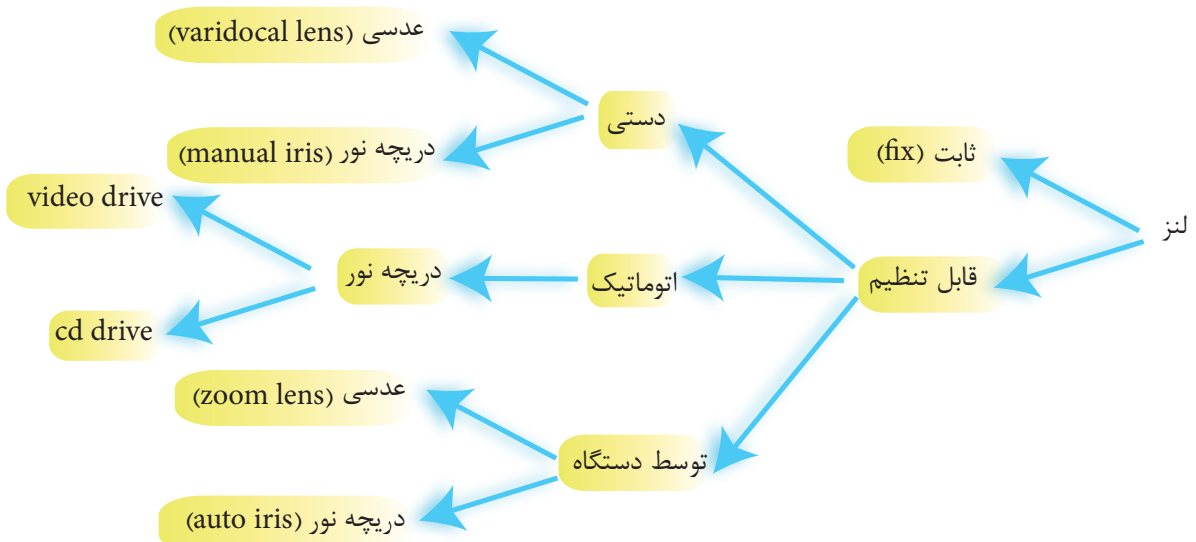 لنز
ثابت (fix)
قابل تنظیم
دستی
عدسی (varidocal lens)
دریچه نور (manual iris)
اتوماتیک
دریچه نور
video drive
cd drive
توسط دستگاه
عدسی (zoom lens)
دریچه نور (auto iris)